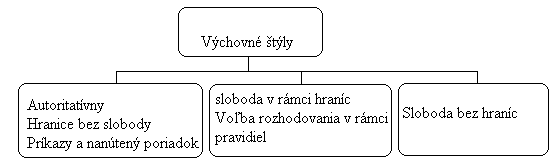 Výchovné štýly
Autoritatívny
Hranice bez slobody
Príkazy a nanútený poriadok
sloboda v rámci hraníc
Voľba rozhodovania v rámci
pravidiel
Sloboda bez hraníc